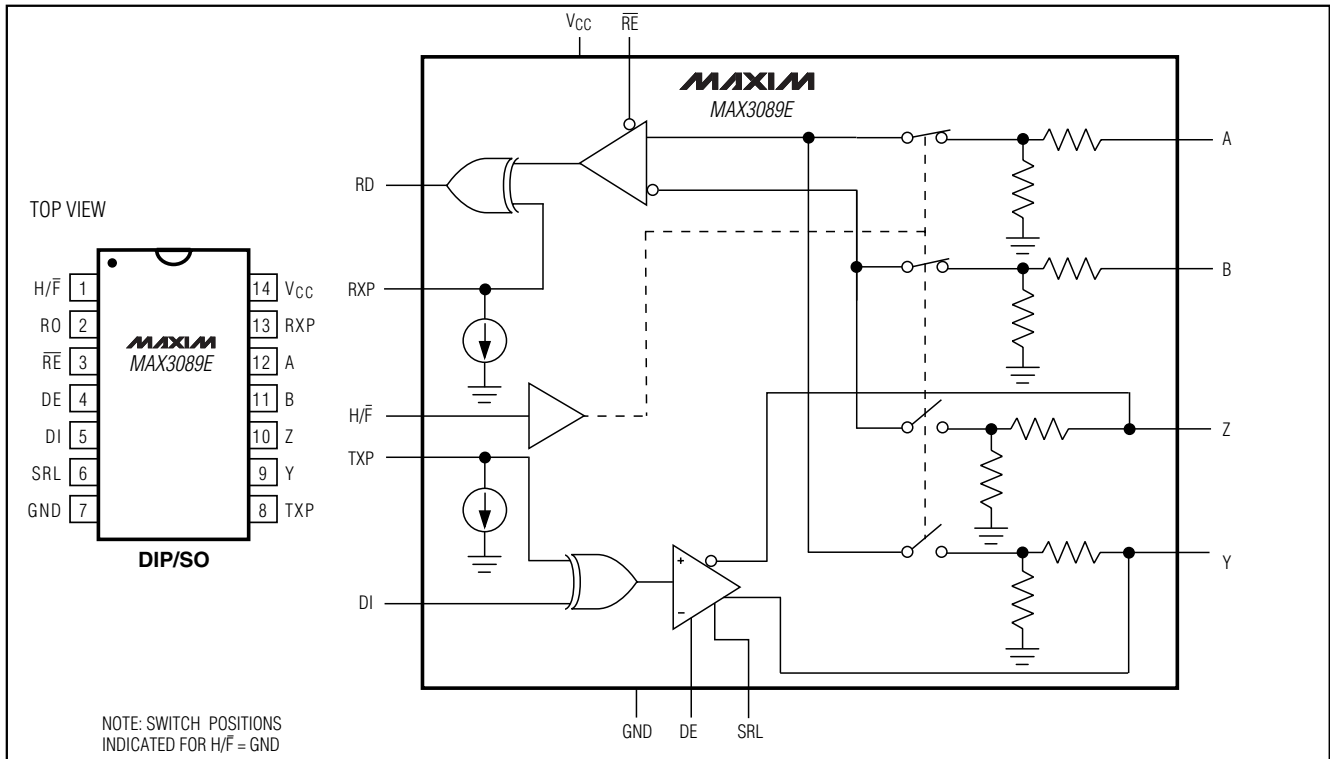 TOP VIEW
H/F̅ 1
RO 2
R̅E̅ 3
DE 4
DI 5
SRL 6
GND 7
MAXIM
MAX3089E
14 VCC
13 RXP
12 A
11 B
10 Z
9 Y
8 TXP
DIP/SO
NOTE: SWITCH POSITIONS
INDICATED FOR H/F̅ = GND
VCC
R̅E̅
MAXIM
MAX3089E
RD
RXP
H/F̅
TXP
DI
+
−
A
B
Z
Y
GND
DE
SRL